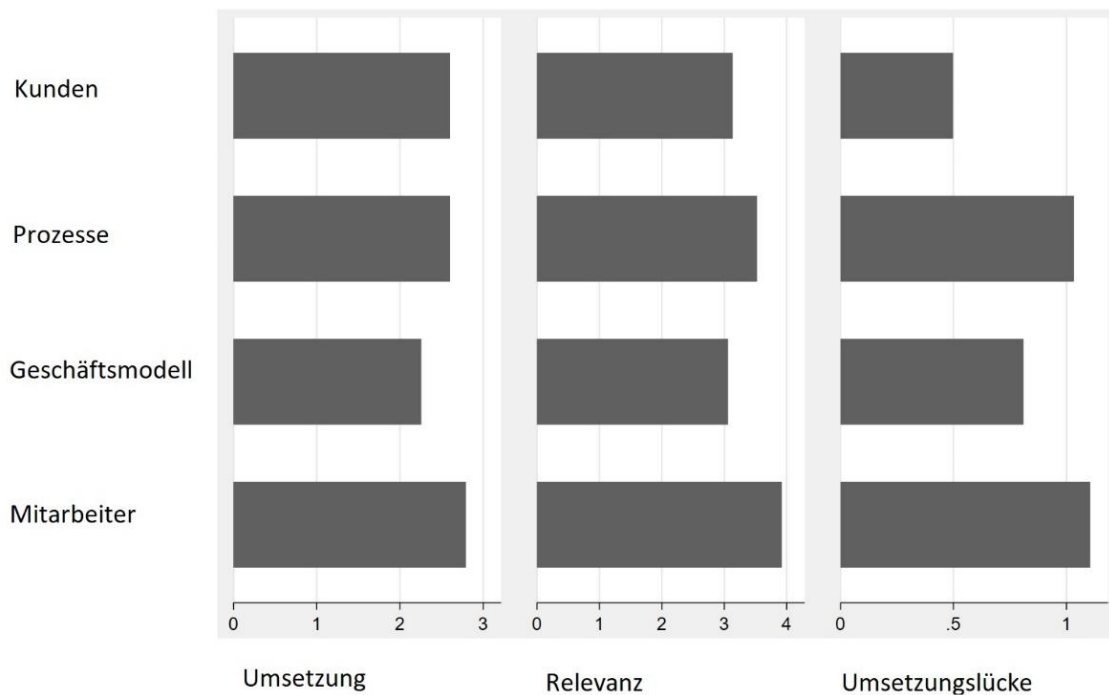 Kunden
Prozesse
Geschäftsmodell
Mitarbeiter
0 1 2 3
0 1 2 3 4
0 .5 1
Umsetzung
Relevanz
Umsetzungslücke